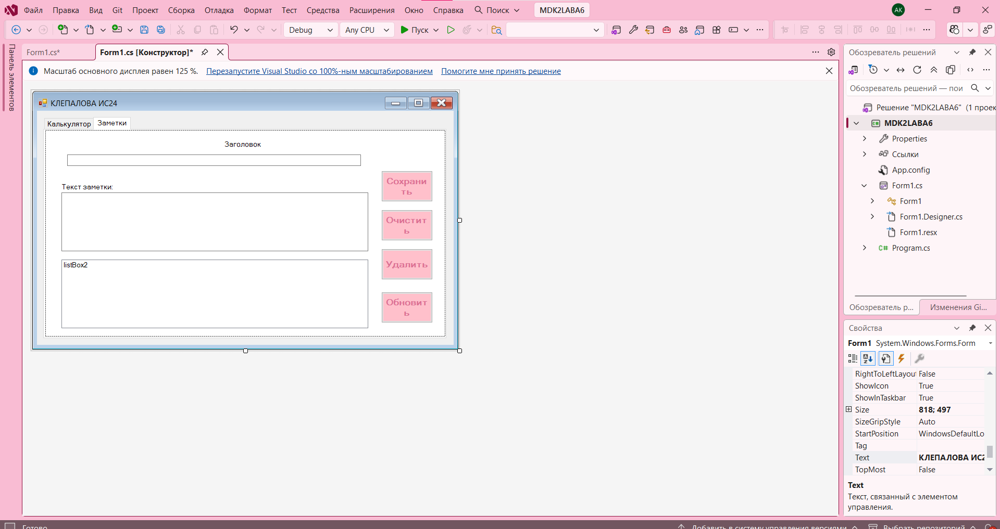 Файл Правка Вид Git Проект Сборка Отладка Формат Тест Средства Расширения Окно Справка Поиск MDK2LABA6 АК
Debug Any CPU Пуск
Панель элементов
Form1.cs* Form1.cs [Конструктор]*
Масштаб основного дисплея равен 125 %. Перезапустите Visual Studio со 100%-ным масштабированием Помогите мне принять решение
КЛЕПАЛОВА ИС24
Калькулятор Заметки
Заголовок
Сохрани
ть
Текст заметки:
Очистит
ь
Удалить
listBox2
Обновит
ь
Обозреватель решений
Обозреватель решений — пои
Решение "MDK2LABA6" (1 проек
MDK2LABA6
Properties
Ссылки
App.config
Form1.cs
Form1
Form1.Designer.cs
Form1.resx
C# Program.cs
Обозреватель р... Изменения Gi...
Свойства
Form1 System.Windows.Forms.Form
RightToLeftLayout False
ShowIcon True
ShowInTaskbar True
Size 818; 497
SizeGripStyle Auto
StartPosition WindowsDefaultLo
Tag
Text КЛЕПАЛОВА ИС2
TopMost False
Text
Текст, связанный с элементом
управления.
Готово Добавить в систему управления версиями Выбрать репозиторий